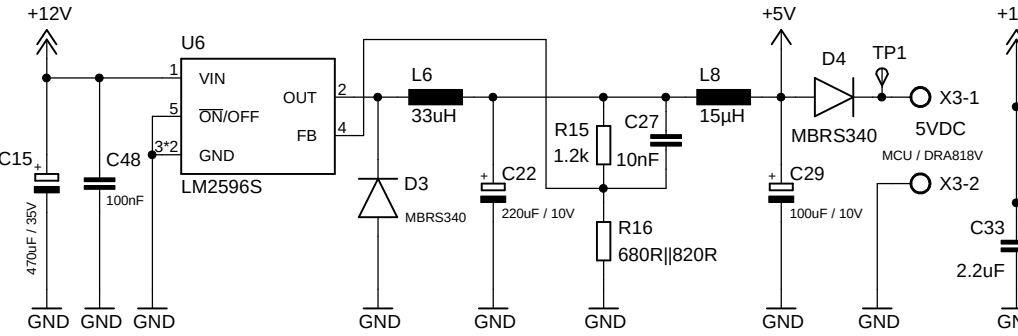 +12V
+5V
U6
1
VIN
5
ON/OFF
3*2
GND
OUT
2
FB
4
LM2596S
C15
+
470uF / 35V
C48
100nF
L6
33uH
D3
MBRS340
+
C22
220uF / 10V
R15
1.2k
C27
10nF
R16
680R||820R
L8
15µH
+
C29
100uF / 10V
D4
MBRS340
TP1
X3-1
5VDC
MCU / DRA818V
X3-2
C33
2.2uF
GND
GND
GND
GND
GND
GND
GND
GND